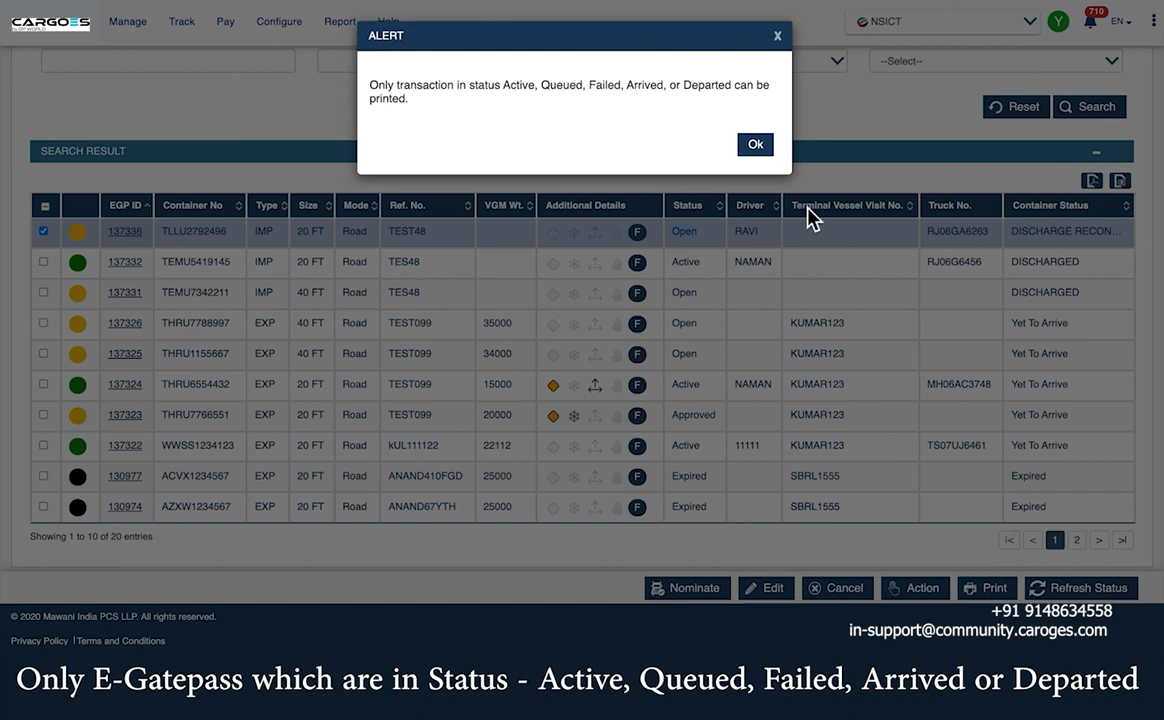 CARGOES
by DP WORLD
Manage
Track
Pay
Configure
Report
Help
NSICT
Y
710
EN
ALERT
X
Only transaction in status Active, Queued, Failed, Arrived, or Departed can be
printed.
Ok
--Select--
Reset
Search
SEARCH RESULT
EGP ID Container No Type Size Mode Ref. No. VGM Wt. Additional Details Status Driver Terminal Vessel Visit No. Truck No. Container Status
137336 TLLU2792496 IMP 20 FT Road TEST48 F Open RAVI RJ06GA6263 DISCHARGE RECON...
137332 TEMU5419145 IMP 20 FT Road TES48 F Active NAMAN RJ06G6456 DISCHARGED
137331 TEMU7342211 IMP 40 FT Road TES48 F Open DISCHARGED
137326 THRU7788997 EXP 40 FT Road TEST099 35000 F Open KUMAR123 Yet To Arrive
137325 THRU1155667 EXP 40 FT Road TEST099 34000 F Open KUMAR123 Yet To Arrive
137324 THRU6554432 EXP 20 FT Road TEST099 15000 F Active NAMAN KUMAR123 MH06AC3748 Yet To Arrive
137323 THRU7766551 EXP 20 FT Road TEST099 20000 F Approved KUMAR123 Yet To Arrive
137322 WWSS1234123 EXP 20 FT Road kUL111122 22112 F Active 11111 KUMAR123 TS07UJ6461 Yet To Arrive
130977 ACVX1234567 EXP 20 FT Road ANAND410FGD 25000 F Expired SBRL1555 Expired
130974 AZXW1234567 EXP 20 FT Road ANAND67YTH 25000 F Expired SBRL1555 Expired
Showing 1 to 10 of 20 entries
|< < 1 2 > >|
Nominate
Edit
Cancel
Action
Print
Refresh Status
© 2020 Mawani India PCS LLP. All rights reserved.
+91 9148634558
in-support@community.caroges.com
Privacy Policy | Terms and Conditions
Only E-Gatepass which are in Status - Active, Queued, Failed, Arrived or Departed